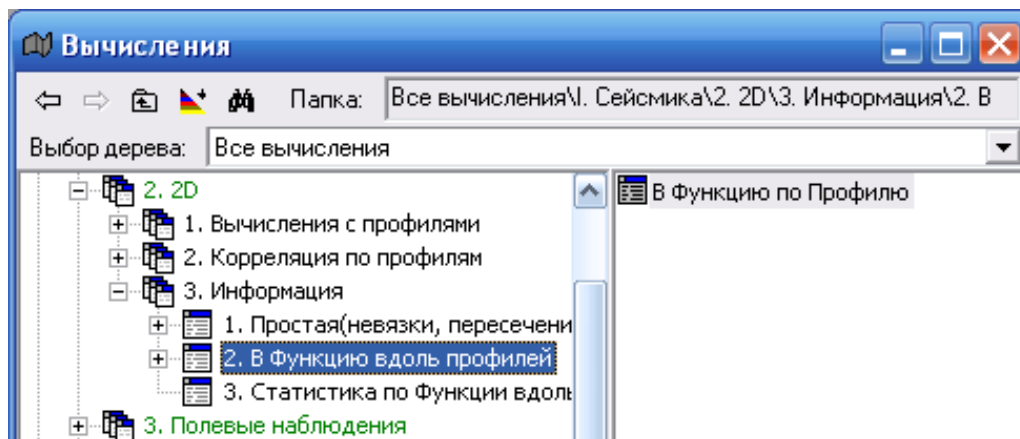 Вычисления
Папка: Все вычисления\I. Сейсмика\2. 2D\3. Информация\2. В
Выбор дерева: Все вычисления
2. 2D
1. Вычисления с профилями
2. Корреляция по профилям
3. Информация
1. Простая(невязки, пересечени
2. В Функцию вдоль профилей
3. Статистика по Функции вдоль
3. Полевые наблюдения
В Функцию по Профилю